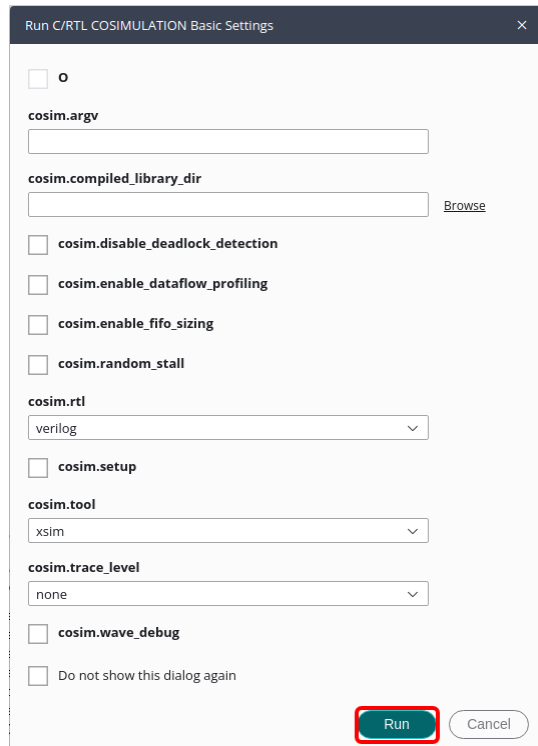 Run C/RTL COSIMULATION Basic Settings
O
cosim.argv
cosim.compiled_library_dir
Browse
cosim.disable_deadlock_detection
cosim.enable_dataflow_profiling
cosim.enable_fifo_sizing
cosim.random_stall
cosim.rtl
verilog
cosim.setup
cosim.tool
xsim
cosim.trace_level
none
cosim.wave_debug
Do not show this dialog again
Run Cancel